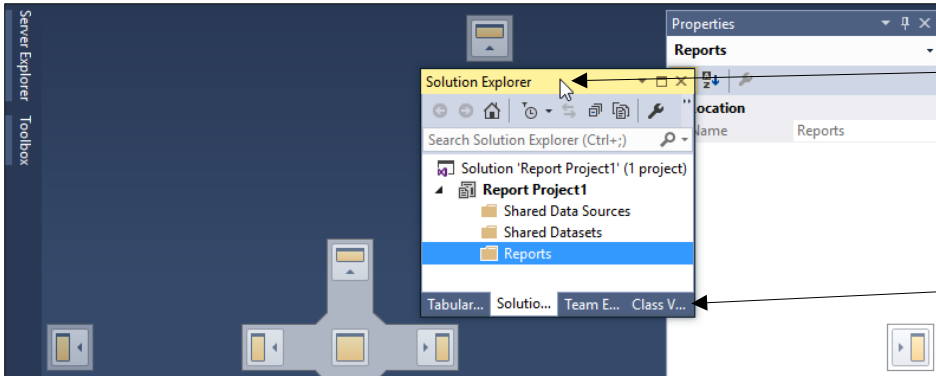 Server Explorer
Toolbox
Solution Explorer
Search Solution Explorer (Ctrl+;)
Solution 'Report Project1' (1 project)
Report Project1
Shared Data Sources
Shared Datasets
Reports
Tabular... Solutio... Team E... Class V...
Properties
Reports
ocation
Name Reports